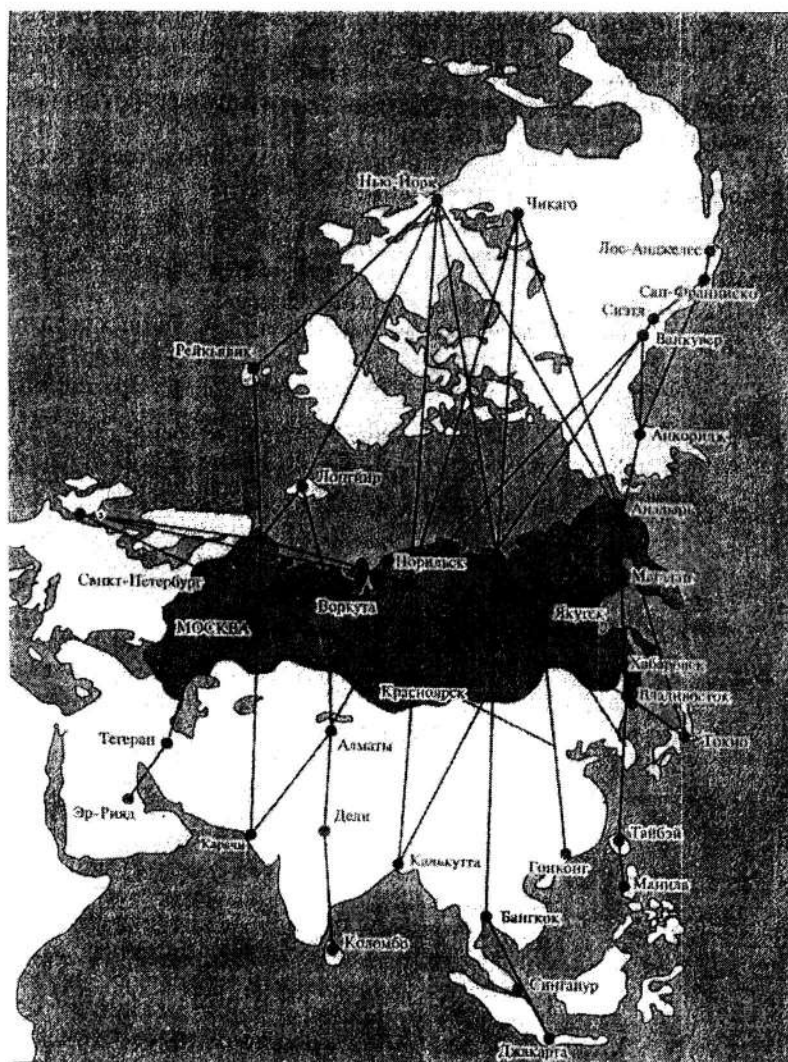 Нью-Йорк
Чикаго
Лос-Анджелес
Сан-Франциско
Сиэтл
Ванкувер
Рейкьявик
Анкоридж
Лонгйир
Анадырь
Норильск
Санкт-Петербург
Магадан
Воркута
Якутск
МОСКВА
Хабаровск
Красноярск
Владивосток
Тегеран
Токио
Алматы
Эр-Рияд
Дели
Карачи
Тайбэй
Калькутта
Гонконг
Манила
Бангкок
Коломбо
Сингапур
Джакарта